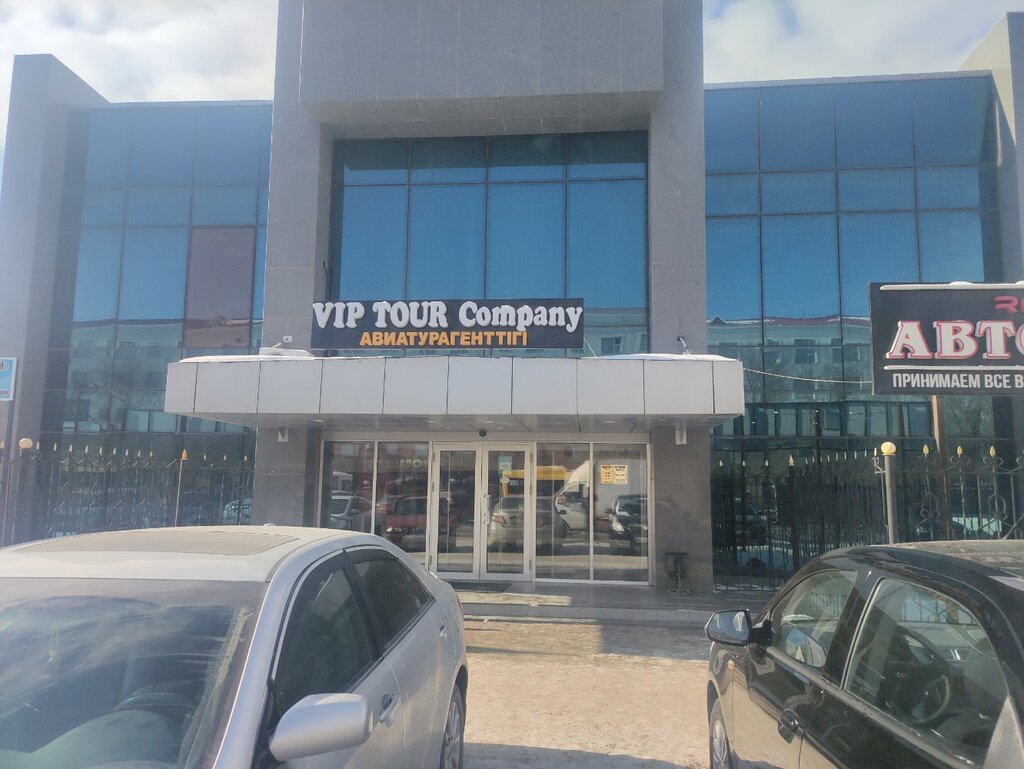 VIP TOUR Company
АВИАТУРАГЕНТТІГІ
АВТО
ПРИНИМАЕМ ВСЕ В